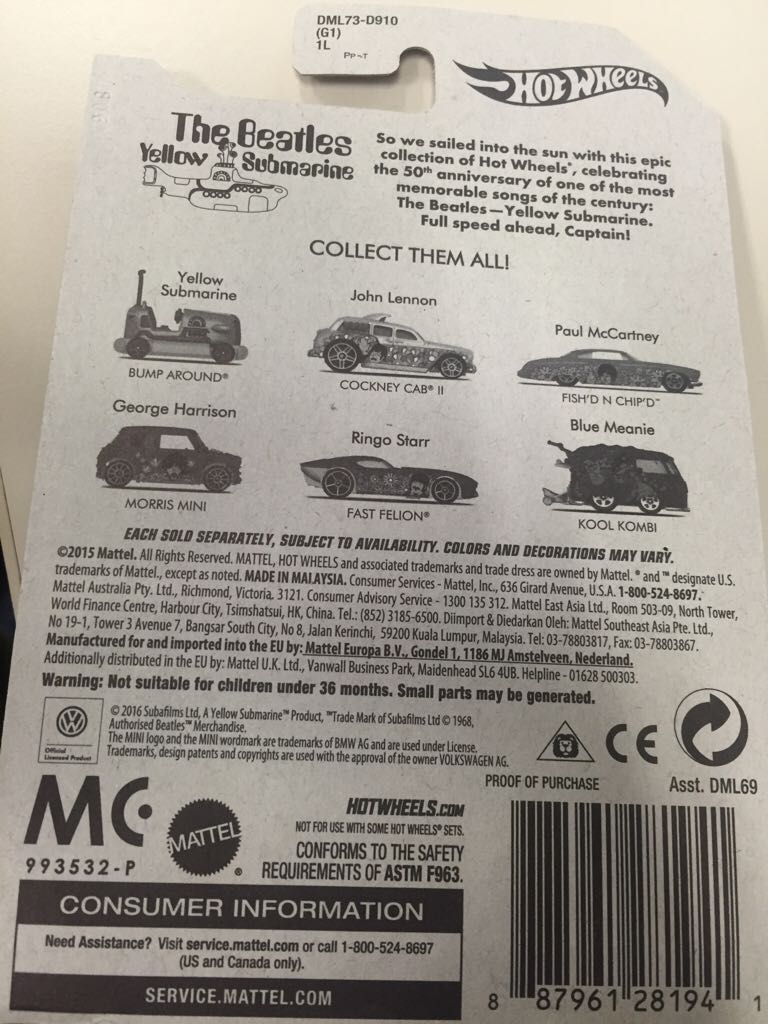 DML73-D910
(G1)
1L
HOT WHEELS
The Beatles
Yellow Submarine
So we sailed into the sun with this epic
collection of Hot Wheels®, celebrating
the 50th anniversary of one of the most
memorable songs of the century:
The Beatles—Yellow Submarine.
Full speed ahead, Captain!
COLLECT THEM ALL!
Yellow
Submarine
BUMP AROUND®
John Lennon
COCKNEY CAB® II
Paul McCartney
FISH'D N CHIP'D™
George Harrison
MORRIS MINI
Ringo Starr
FAST FELION®
Blue Meanie
KOOL KOMBI
EACH SOLD SEPARATELY, SUBJECT TO AVAILABILITY. COLORS AND DECORATIONS MAY VARY.
©2015 Mattel. All Rights Reserved. MATTEL, HOT WHEELS and associated trademarks and trade dress are owned by Mattel. ® and ™ designate U.S.
trademarks of Mattel., except as noted. MADE IN MALAYSIA. Consumer Services - Mattel, Inc., 636 Girard Avenue, U.S.A. 1-800-524-8697.
Mattel Australia Pty. Ltd., Richmond, Victoria. 3121. Consumer Advisory Service - 1300 135 312. Mattel East Asia Ltd., Room 503-09, North Tower,
World Finance Centre, Harbour City, Tsimshatsui, HK, China. Tel.: (852) 3185-6500. Diimport & Diedarkan Oleh: Mattel Southeast Asia Pte. Ltd.,
No 19-1, Tower 3 Avenue 7, Bangsar South City, No 8, Jalan Kerinchi, 59200 Kuala Lumpur, Malaysia. Tel: 03-78803817, Fax: 03-78803867.
Manufactured for and imported into the EU by: Mattel Europa B.V., Gondel 1, 1186 MJ Amstelveen, Nederland.
Additionally distributed in the EU by: Mattel U.K. Ltd., Vanwall Business Park, Maidenhead SL6 4UB. Helpline - 01628 500303.
Warning: Not suitable for children under 36 months. Small parts may be generated.
Official
Licensed Product
© 2016 Subafilms Ltd, A Yellow Submarine™ Product, ™Trade Mark of Subafilms Ltd © 1968,
Authorised Beatles™ Merchandise.
The MINI logo and the MINI wordmark are trademarks of BMW AG and are used under License.
Trademarks, design patents and copyrights are used with the approval of the owner VOLKSWAGEN AG.
CE
PROOF OF PURCHASE
Asst. DML69
MC
993532-P
MATTEL®
HOTWHEELS.COM
NOT FOR USE WITH SOME HOT WHEELS® SETS.
CONFORMS TO THE SAFETY
REQUIREMENTS OF ASTM F963.
CONSUMER INFORMATION
Need Assistance? Visit service.mattel.com or call 1-800-524-8697
(US and Canada only).
SERVICE.MATTEL.COM
8 87961 28194 1